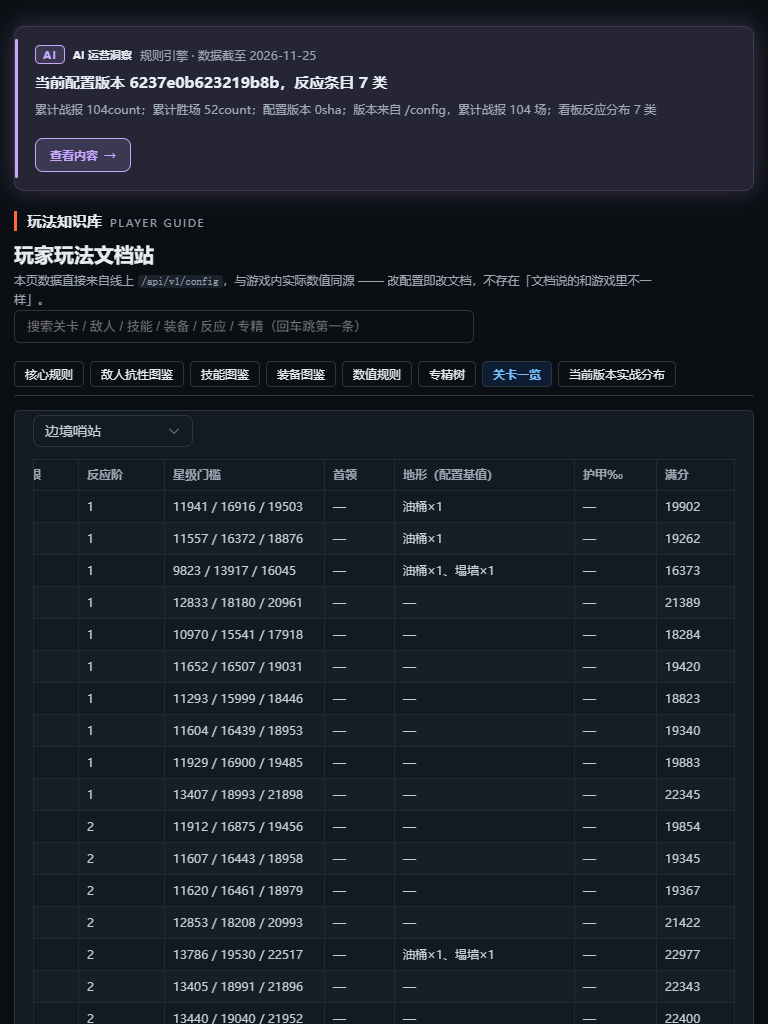 AI AI 运营洞察 规则引擎 · 数据截至 2026-11-25
当前配置版本 6237e0b623219b8b，反应条目 7 类
累计战报 104count；累计胜场 52count；配置版本 0sha；版本来自 /config，累计战报 104 场；看板反应分布 7 类
查看内容 →
玩法知识库 PLAYER GUIDE
玩家玩法文档站
本页数据直接来自线上 /api/v1/config，与游戏内实际数值同源 —— 改配置即改文档，不存在「文档说的和游戏里不一
样」。
搜索关卡 / 敌人 / 技能 / 装备 / 反应 / 专精（回车跳第一条）
核心规则 敌人抗性图鉴 技能图鉴 装备图鉴 数值规则 专精树 关卡一览 当前版本实战分布
边境哨站
反应阶 星级门槛 首领 地形（配置基值） 护甲‰ 满分
1 11941 / 16916 / 19503 — 油桶×1 — 19902
1 11557 / 16372 / 18876 — 油桶×1 — 19262
1 9823 / 13917 / 16045 — 油桶×1、塌墙×1 — 16373
1 12833 / 18180 / 20961 — — — 21389
1 10970 / 15541 / 17918 — — — 18284
1 11652 / 16507 / 19031 — — — 19420
1 11293 / 15999 / 18446 — — — 18823
1 11604 / 16439 / 18953 — — — 19340
1 11929 / 16900 / 19485 — — — 19883
1 13407 / 18993 / 21898 — — — 22345
2 11912 / 16875 / 19456 — — — 19854
2 11607 / 16443 / 18958 — — — 19345
2 11620 / 16461 / 18979 — — — 19367
2 12853 / 18208 / 20993 — — — 21422
2 13786 / 19530 / 22517 — 油桶×1、塌墙×1 — 22977
2 13405 / 18991 / 21896 — — — 22343
2 13440 / 19040 / 21952 — — — 22400